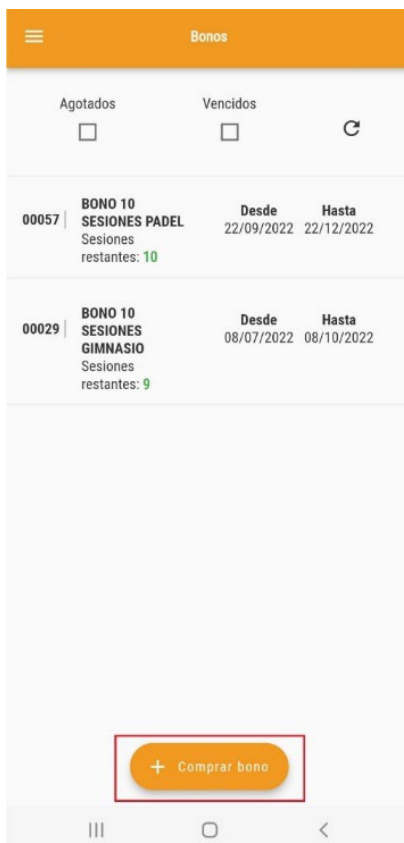 Bonos
Agotados
Vencidos
00057
BONO 10
SESIONES PADEL
Sesiones
restantes: 10
Desde
22/09/2022
Hasta
22/12/2022
00029
BONO 10
SESIONES
GIMNASIO
Sesiones
restantes: 9
Desde
08/07/2022
Hasta
08/10/2022
+ Comprar bono